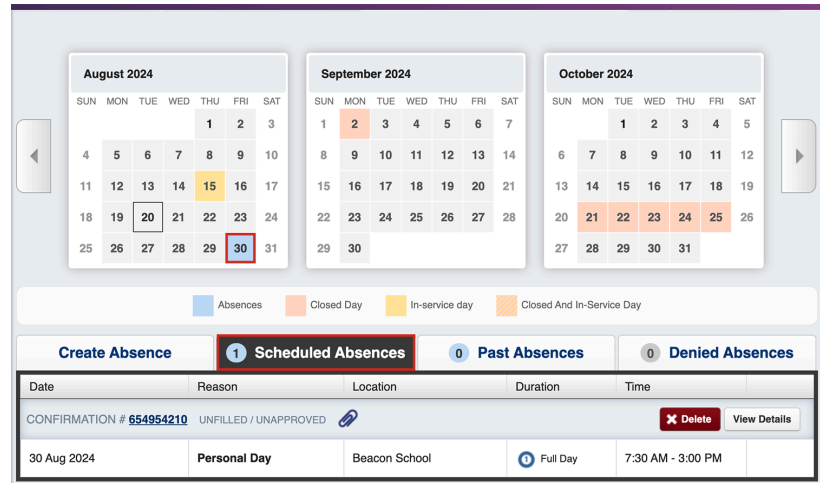 August 2024
SUN MON TUE WED THU FRI SAT
1 2 3
4 5 6 7 8 9 10
11 12 13 14 15 16 17
18 19 20 21 22 23 24
25 26 27 28 29 30 31
September 2024
SUN MON TUE WED THU FRI SAT
1 2 3 4 5 6 7
8 9 10 11 12 13 14
15 16 17 18 19 20 21
22 23 24 25 26 27 28
29 30
October 2024
SUN MON TUE WED THU FRI SAT
1 2 3 4 5
6 7 8 9 10 11 12
13 14 15 16 17 18 19
20 21 22 23 24 25 26
27 28 29 30 31
Absences Closed Day In-service day Closed And In-Service Day
Create Absence 1 Scheduled Absences 0 Past Absences 0 Denied Absences
Date Reason Location Duration Time
CONFIRMATION # 654954210 UNFILLED / UNAPPROVED Delete View Details
30 Aug 2024 Personal Day Beacon School 1 Full Day 7:30 AM - 3:00 PM